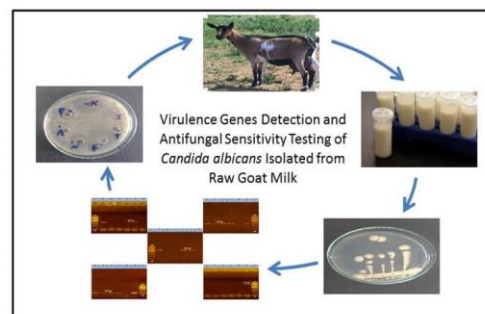 Virulence Genes Detection and
Antifungal Sensitivity Testing of
Candida albicans Isolated from
Raw Goat Milk